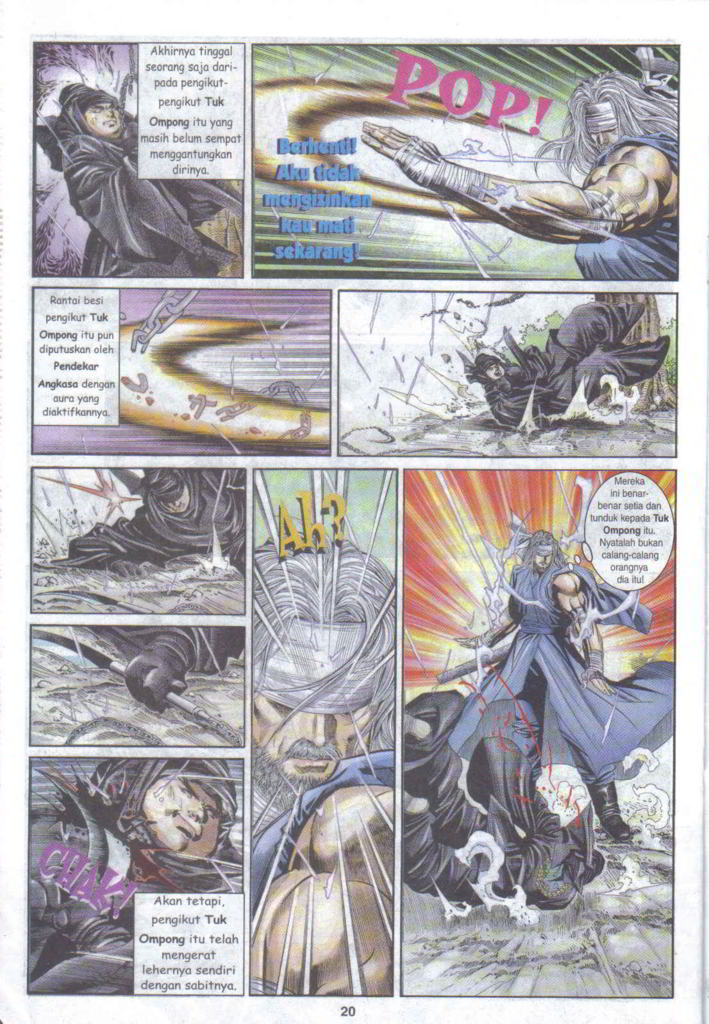 Akhirnya tinggal
seorang saja dari-
pada pengikut-
pengikut Tuk
Ompong itu yang
masih belum sempat
menggantungkan
dirinya.
POP!
Berhenti!
Aku tidak
mengizinkan
kau mati
sekarang!
Rantai besi
pengikut Tuk
Ompong itu pun
diputuskan oleh
Pendekar
Angkasa dengan
aura yang
diaktifkannya.
CHAK!
Akan tetapi,
pengikut Tuk
Ompong itu telah
mengerat
lehernya sendiri
dengan sabitnya.
Ah?
Mereka
ini benar-
benar setia dan
tunduk kepada Tuk
Ompong itu.
Nyatalah bukan
calang-calang
orangnya
dia itu!
20